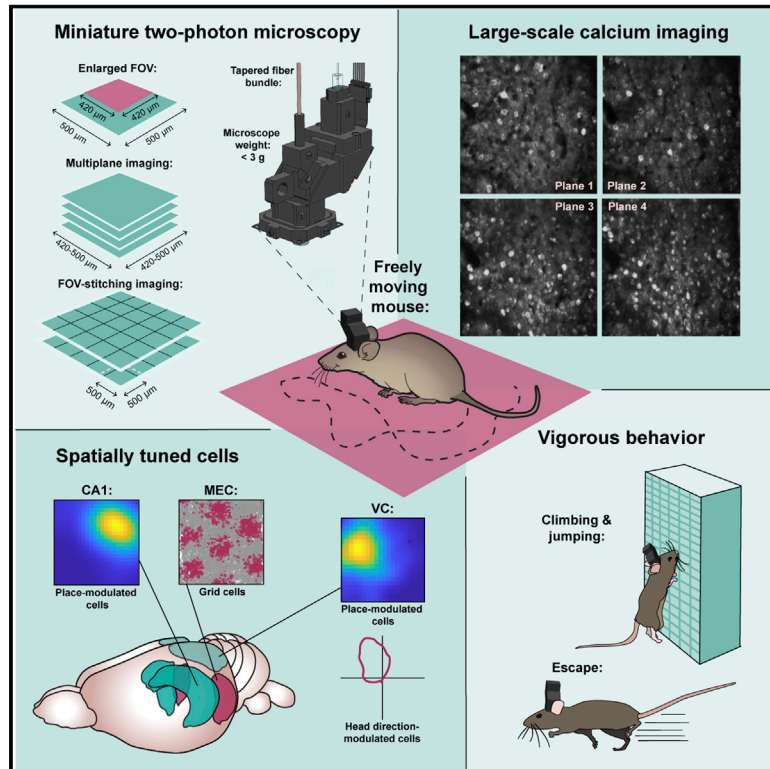 Miniature two-photon microscopy
Enlarged FOV:
420 µm
420 µm
500 µm
500 µm
Multiplane imaging:
420-500 µm
420-500 µm
FOV-stitching imaging:
500 µm
500 µm
Tapered fiber
bundle:
Microscope
weight:
< 3 g
Large-scale calcium imaging
Plane 1
Plane 2
Plane 3
Plane 4
Freely
moving
mouse:
Spatially tuned cells
CA1:
Place-modulated
cells
MEC:
Grid cells
VC:
Place-modulated
cells
Head direction-
modulated cells
Vigorous behavior
Climbing &
jumping:
Escape: